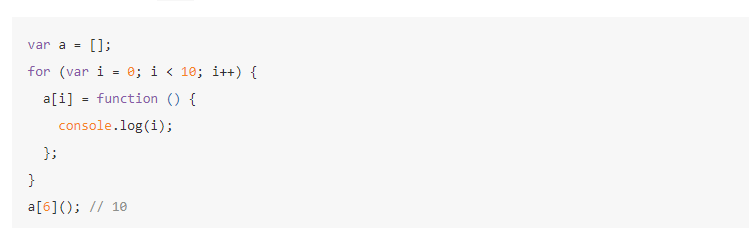 var a = [];
for (var i = 0; i < 10; i++) {
  a[i] = function () {
    console.log(i);
  };
}
a[6](); // 10